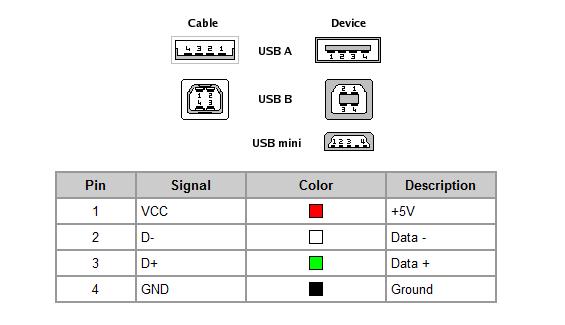 Cable Device
4 3 2 1 USB A 1 2 3 4
1 2 USB B 2 1
4 3 3 4
USB mini 1 2 3 4
Pin Signal Color Description
1 VCC +5V
2 D- Data -
3 D+ Data +
4 GND Ground